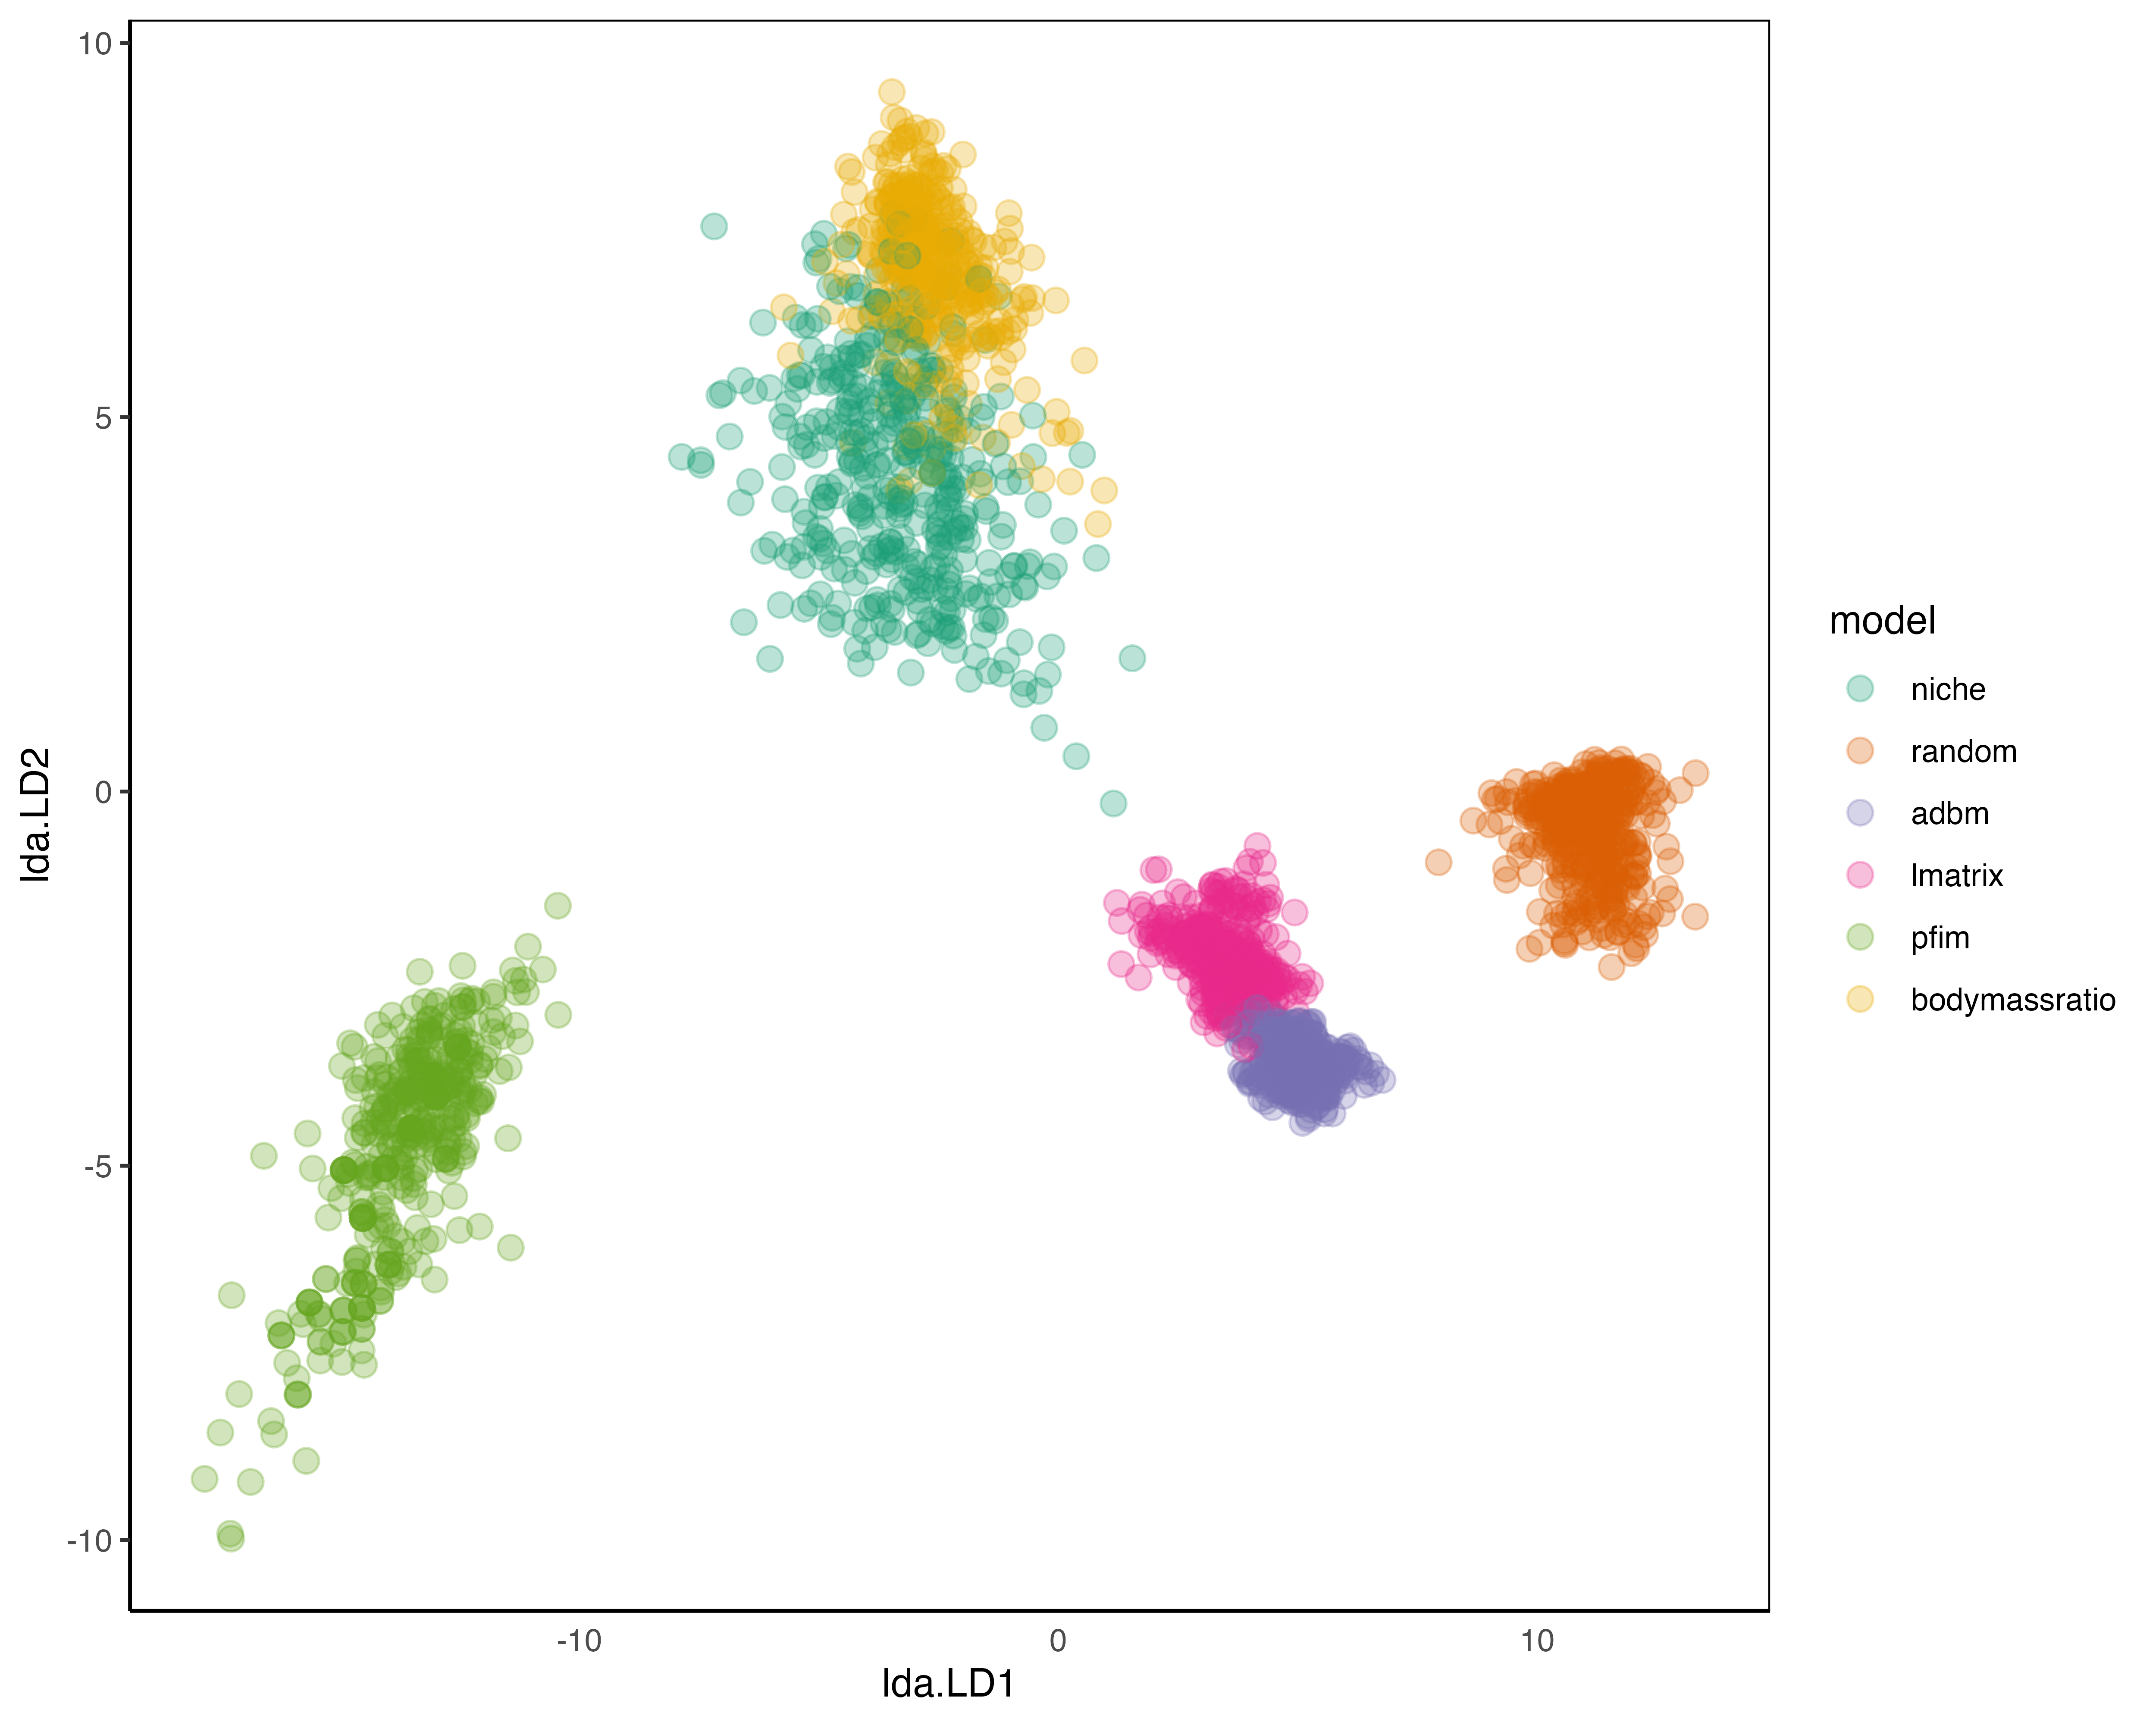 10
5
0
-5
-10
lda.LD2
-10
0
10
lda.LD1
model
niche
random
adbm
lmatrix
pfim
bodymassratio